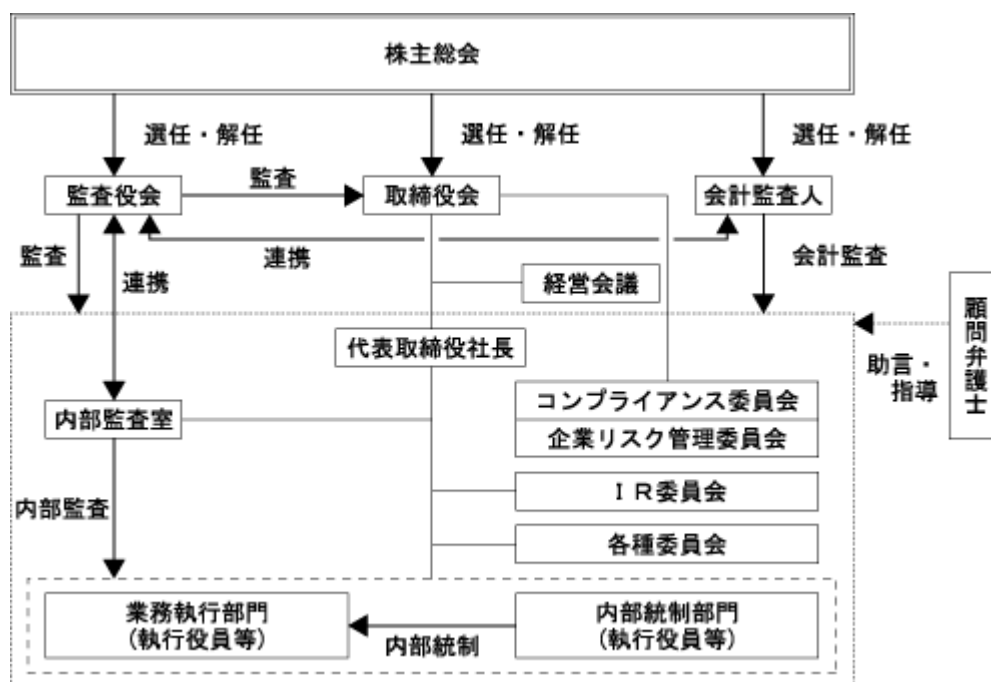 株主総会
選任・解任
選任・解任
選任・解任
監査役会
監査
取締役会
会計監査人
監査
連携
連携
会計監査
経営会議
顧問弁護士
代表取締役社長
助言・
指導
コンプライアンス委員会
内部監査室
企業リスク管理委員会
ＩＲ委員会
内部監査
各種委員会
業務執行部門
(執行役員等)
内部統制
内部統制部門
(執行役員等)